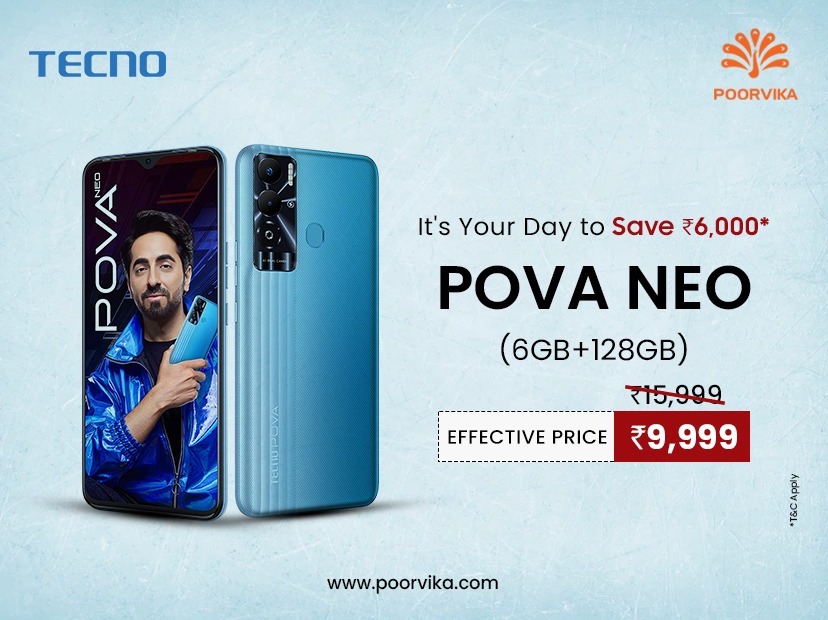 TECNO
POORVIKA
POVA NEO
TECNO POVA
It's Your Day to Save ₹6,000*
POVA NEO
(6GB+128GB)
₹15,999
EFFECTIVE PRICE ₹9,999
*T&C Apply
www.poorvika.com